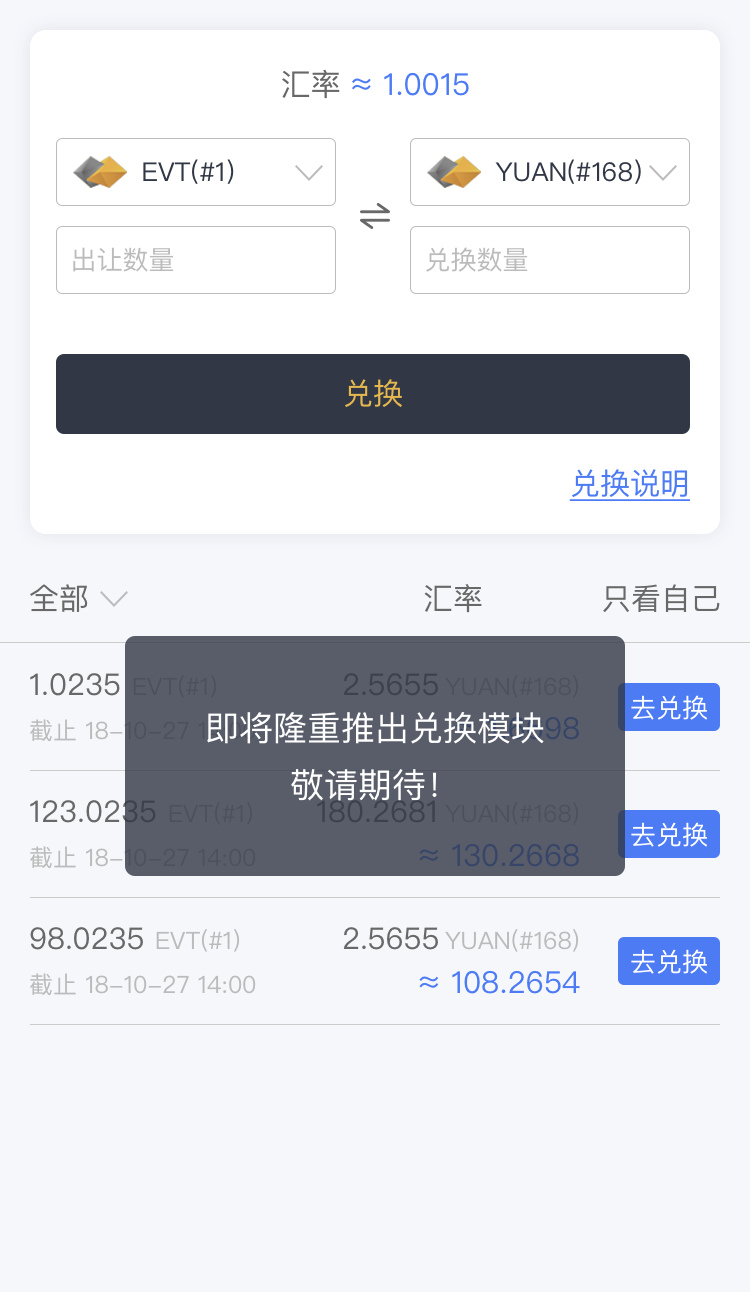 汇率 ≈ 1.0015
EVT(#1)
YUAN(#168)
出让数量
兑换数量
兑换
兑换说明
全部 汇率 只看自己
1.0235 EVT(#1) 2.5655 YUAN(#168)
截止 18-10-27 1 98 去兑换
即将隆重推出兑换模块
敬请期待!
123.0235 EVT(#1) 180.2681 YUAN(#168)
截止 18-10-27 14:00 ≈ 130.2668 去兑换
98.0235 EVT(#1) 2.5655 YUAN(#168)
截止 18-10-27 14:00 ≈ 108.2654 去兑换